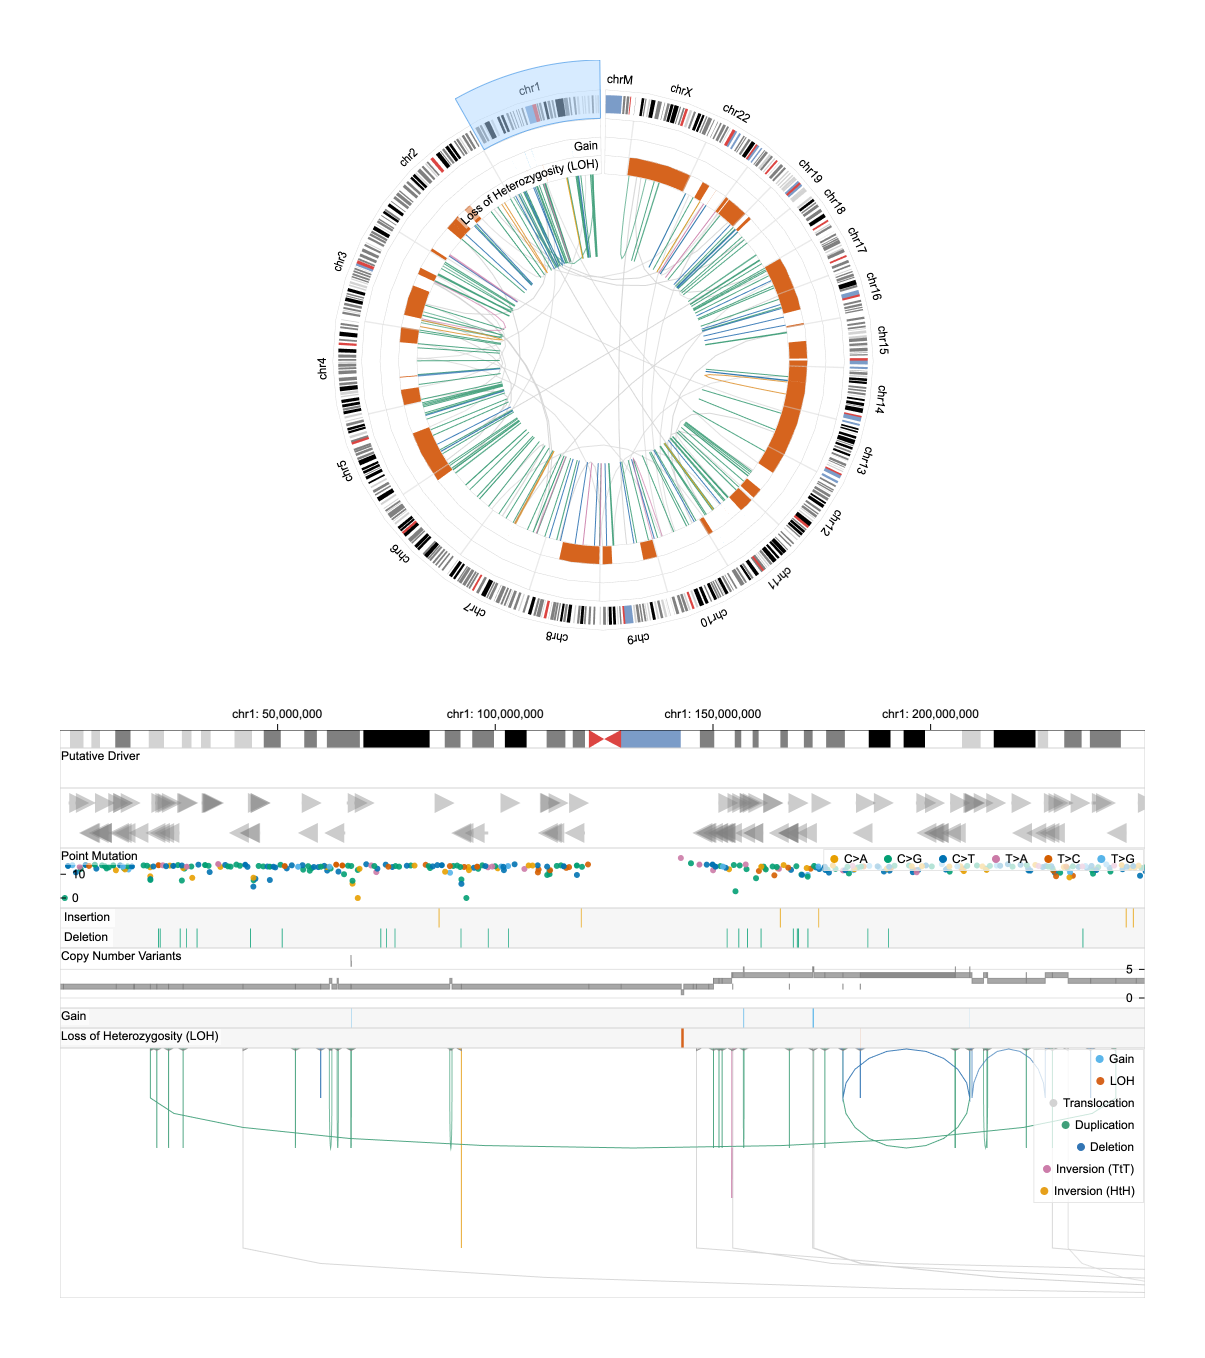 chr1
chrM
chrX
chr22
chr19
chr18
chr17
chr16
chr15
chr14
chr13
chr12
chr11
chr10
chr9
chr8
chr7
chr6
chr5
chr4
chr3
chr2
Gain
Loss of Heterozygosity (LOH)
chr1: 50,000,000 chr1: 100,000,000 chr1: 150,000,000 chr1: 200,000,000
Putative Driver
Point Mutation
C>A C>G C>T T>A T>C T>G
10
0
Insertion
Deletion
Copy Number Variants
5
0
Gain
Loss of Heterozygosity (LOH)
Gain
LOH
Translocation
Duplication
Deletion
Inversion (TtT)
Inversion (HtH)